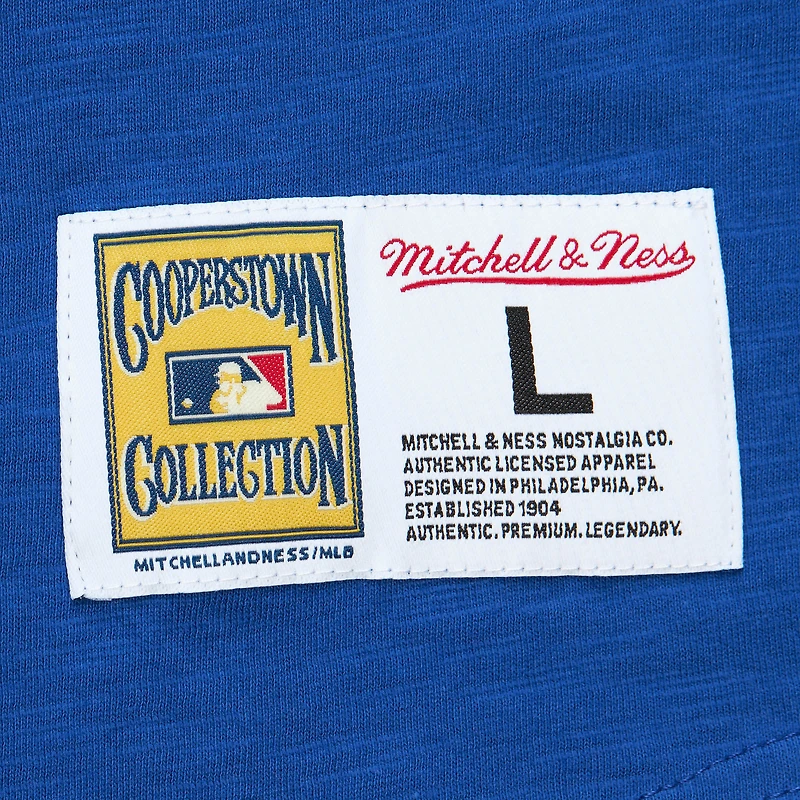 COOPERSTOWN
COLLECTION
MITCHELLANDNESS/MLB
Mitchell & Ness
L
MITCHELL & NESS NOSTALGIA CO.
AUTHENTIC LICENSED APPAREL
DESIGNED IN PHILADELPHIA, PA.
ESTABLISHED 1904
AUTHENTIC. PREMIUM. LEGENDARY.